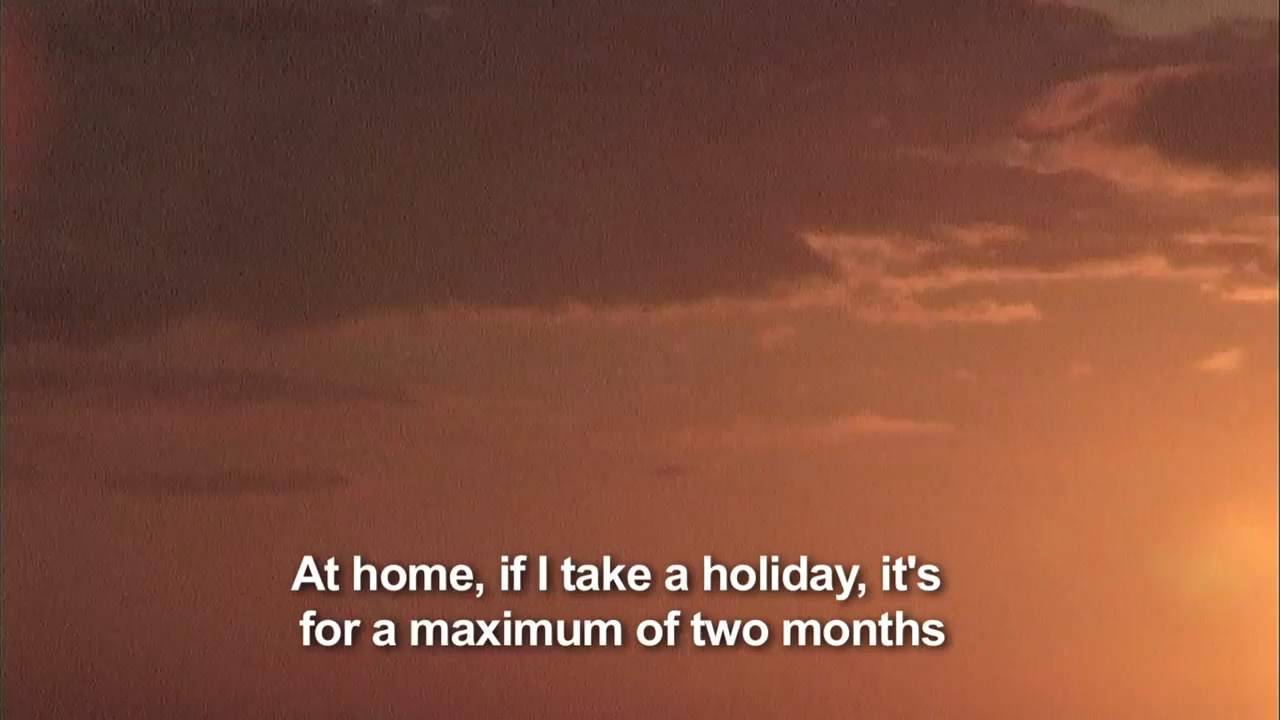 At home, if I take a holiday, it's
for a maximum of two months